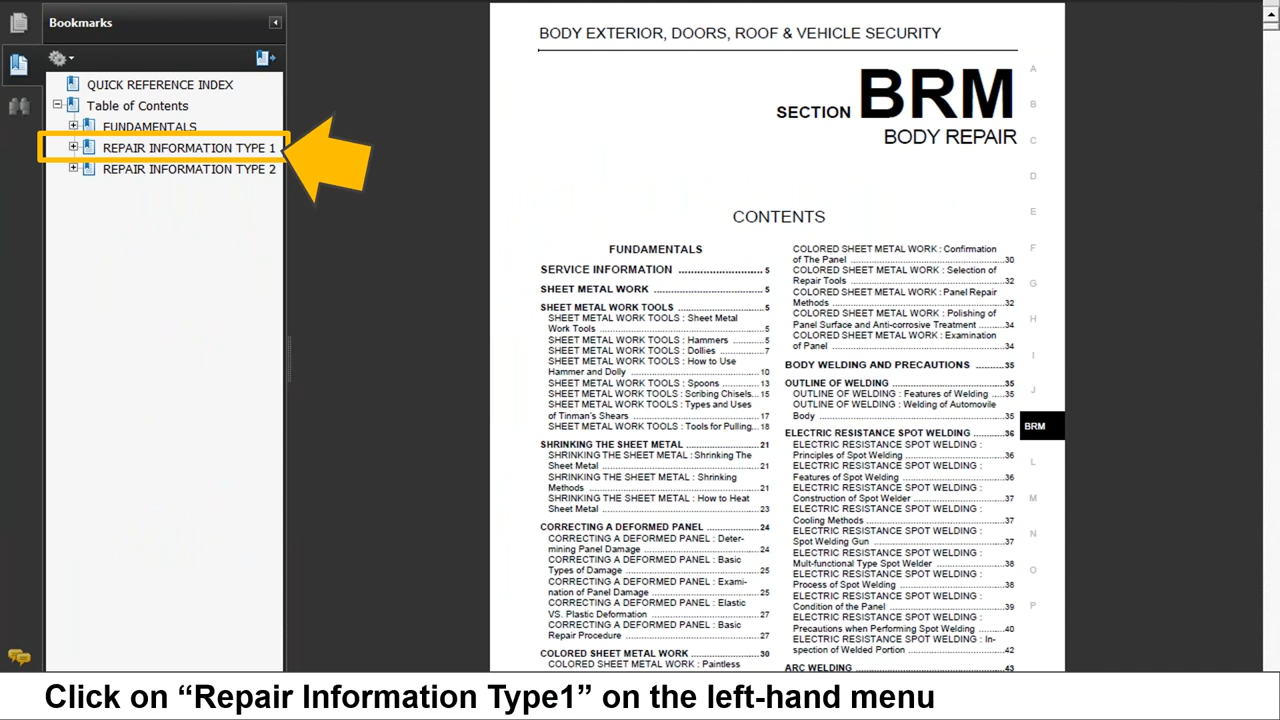 Bookmarks
QUICK REFERENCE INDEX
Table of Contents
FUNDAMENTALS
REPAIR INFORMATION TYPE 1
REPAIR INFORMATION TYPE 2
BODY EXTERIOR, DOORS, ROOF & VEHICLE SECURITY
SECTION BRM
BODY REPAIR
CONTENTS
FUNDAMENTALS
SERVICE INFORMATION .......................... 5
SHEET METAL WORK .................................... 5
SHEET METAL WORK TOOLS ............................. 5
SHEET METAL WORK TOOLS : Sheet Metal
Work Tools .......................................................... 5
SHEET METAL WORK TOOLS : Hammers ........... 5
SHEET METAL WORK TOOLS : Dollies ................ 7
SHEET METAL WORK TOOLS : How to Use
Hammer and Dolly .............................................. 10
SHEET METAL WORK TOOLS : Spoons ............. 13
SHEET METAL WORK TOOLS : Scribing Chisels... 15
SHEET METAL WORK TOOLS : Types and Uses
of Tinman's Shears ............................................. 17
SHEET METAL WORK TOOLS : Tools for Pulling... 18
SHRINKING THE SHEET METAL ......................... 21
SHRINKING THE SHEET METAL : Shrinking The
Sheet Metal ........................................................ 21
SHRINKING THE SHEET METAL : Shrinking
Methods ............................................................. 21
SHRINKING THE SHEET METAL : How to Heat
Sheet Metal ........................................................ 23
CORRECTING A DEFORMED PANEL .................. 24
CORRECTING A DEFORMED PANEL : Deter-
mining Panel Damage ......................................... 24
CORRECTING A DEFORMED PANEL : Basic
Types of Damage ................................................ 25
CORRECTING A DEFORMED PANEL : Exami-
nation of Panel Damage ...................................... 25
CORRECTING A DEFORMED PANEL : Elastic
VS. Plastic Deformation ...................................... 27
CORRECTING A DEFORMED PANEL : Basic
Repair Procedure ................................................ 27
COLORED SHEET METAL WORK ........................ 30
COLORED SHEET METAL WORK : Paintless
COLORED SHEET METAL WORK : Confirmation
of The Panel ....................................................... 30
COLORED SHEET METAL WORK : Selection of
Repair Tools ....................................................... 32
COLORED SHEET METAL WORK : Panel Repair
Methods ............................................................. 32
COLORED SHEET METAL WORK : Polishing of
Panel Surface and Anti-corrosive Treatment ........ 34
COLORED SHEET METAL WORK : Examination
of Panel .............................................................. 34
BODY WELDING AND PRECAUTIONS ........ 35
OUTLINE OF WELDING ...................................... 35
OUTLINE OF WELDING : Features of Welding ..... 35
OUTLINE OF WELDING : Welding of Automovile
Body .................................................................. 35
ELECTRIC RESISTANCE SPOT WELDING .......... 36
ELECTRIC RESISTANCE SPOT WELDING :
Principles of Spot Welding .................................. 36
ELECTRIC RESISTANCE SPOT WELDING :
Features of Spot Welding .................................... 36
ELECTRIC RESISTANCE SPOT WELDING :
Construction of Spot Welder ............................... 37
ELECTRIC RESISTANCE SPOT WELDING :
Cooling Methods ................................................. 37
ELECTRIC RESISTANCE SPOT WELDING :
Spot Welding Gun ............................................... 37
ELECTRIC RESISTANCE SPOT WELDING :
Mult-functional Type Spot Welder ........................ 38
ELECTRIC RESISTANCE SPOT WELDING :
Process of Spot Welding ..................................... 38
ELECTRIC RESISTANCE SPOT WELDING :
Condition of the Panel ......................................... 39
ELECTRIC RESISTANCE SPOT WELDING :
Precautions when Performing Spot Welding ......... 40
ELECTRIC RESISTANCE SPOT WELDING : In-
spection of Welded Portion .................................. 42
ARC WELDING ................................................... 43
A
B
C
D
E
F
G
H
I
J
BRM
L
M
N
O
P
Click on “Repair Information Type1” on the left-hand menu